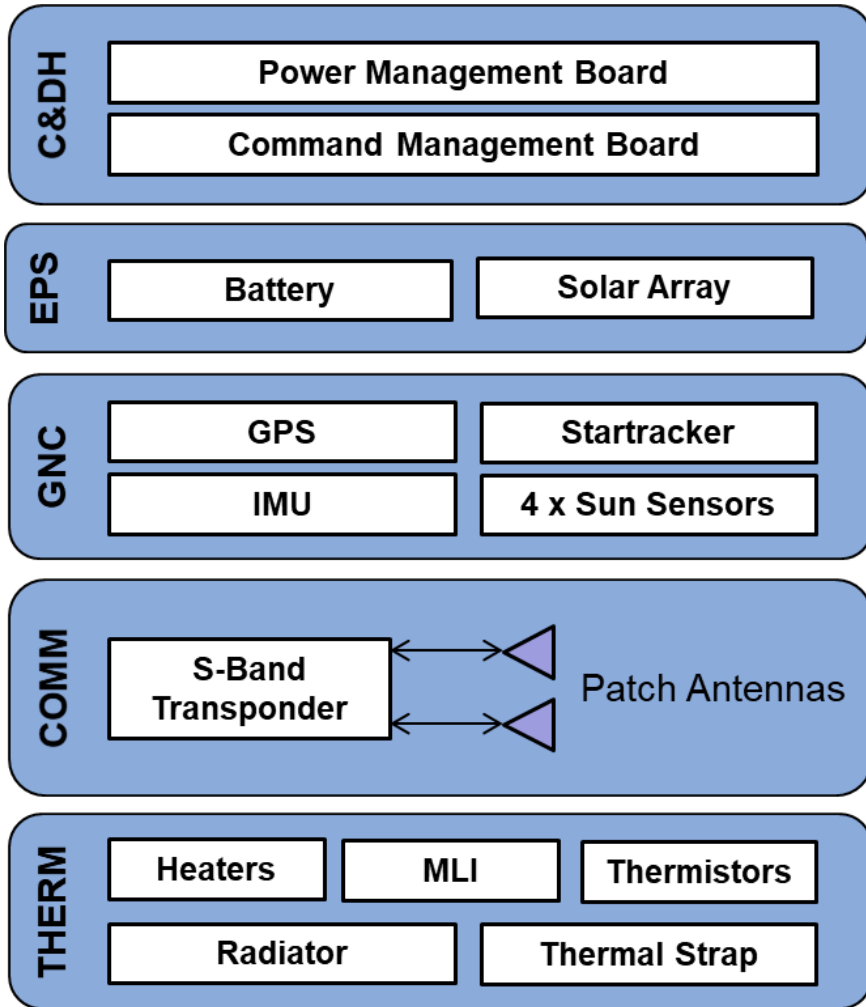 C&DH
Power Management Board
Command Management Board
EPS
Battery
Solar Array
GNC
GPS
Startracker
IMU
4 x Sun Sensors
COMM
S-Band
Transponder
Patch Antennas
THERM
Heaters
MLI
Thermistors
Radiator
Thermal Strap